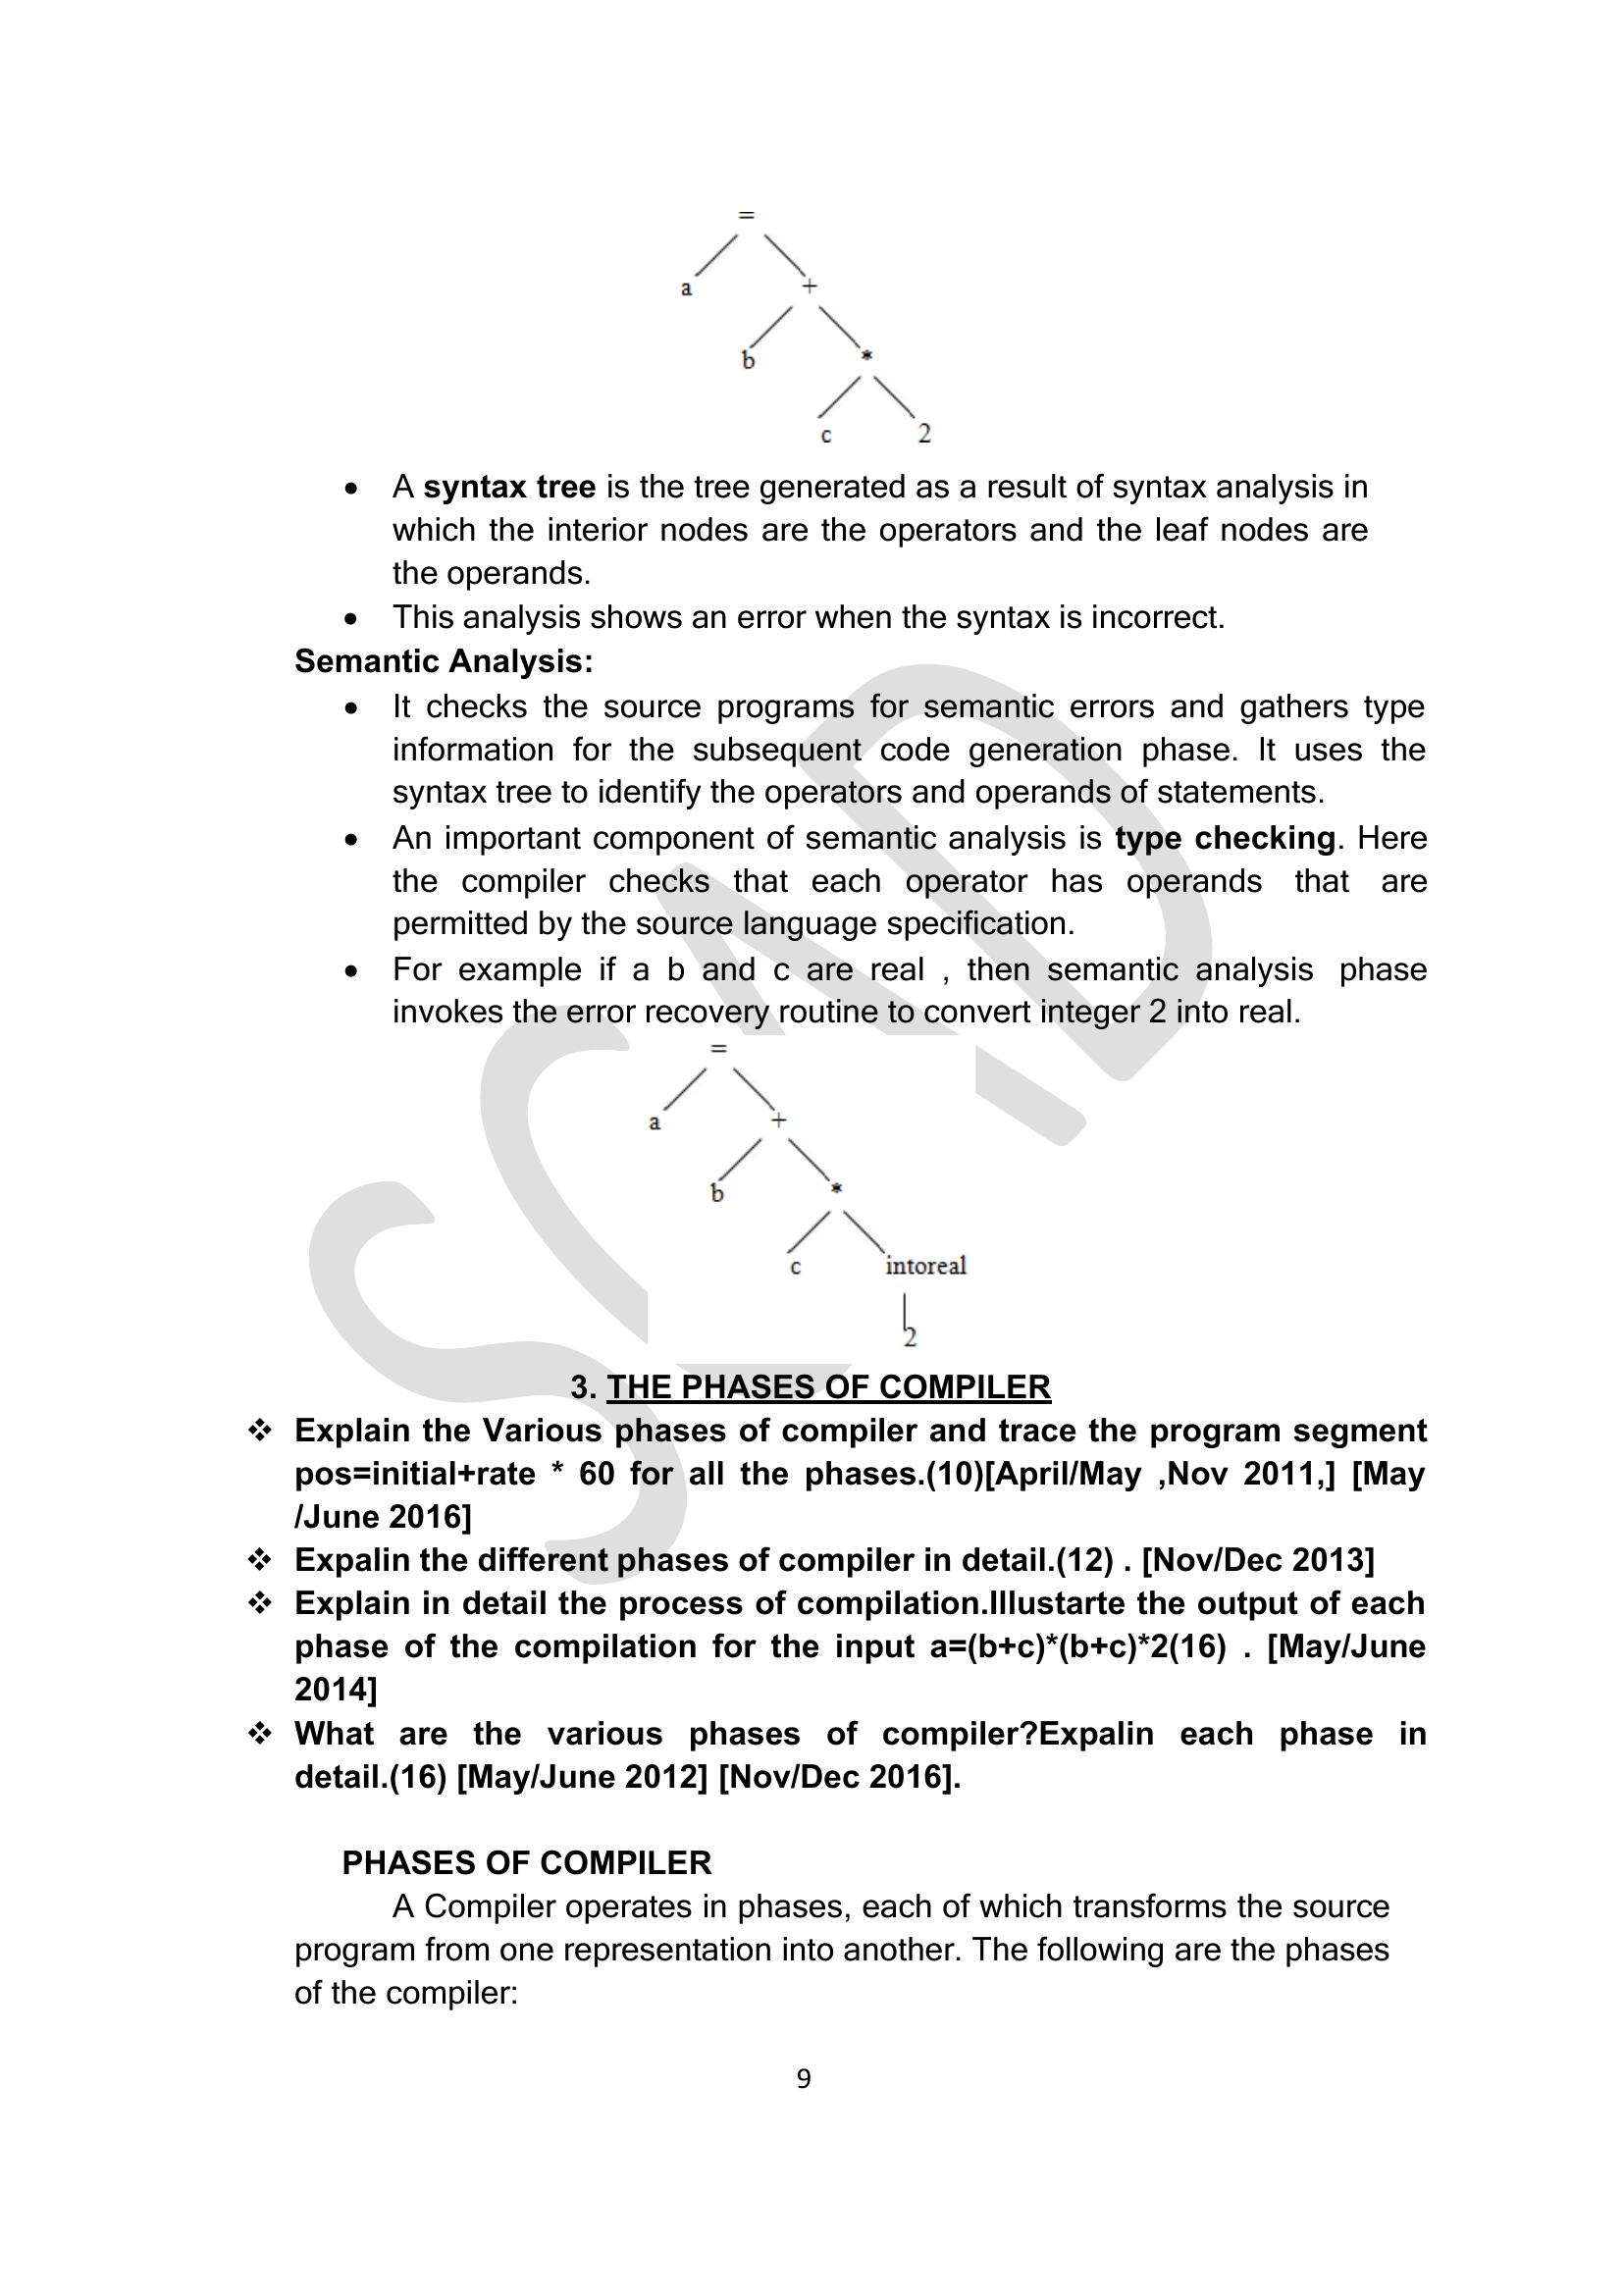 =
a +
b *
c 2
• A syntax tree is the tree generated as a result of syntax analysis in
which the interior nodes are the operators and the leaf nodes are
the operands.
• This analysis shows an error when the syntax is incorrect.
Semantic Analysis:
• It checks the source programs for semantic errors and gathers type
information for the subsequent code generation phase. It uses the
syntax tree to identify the operators and operands of statements.
• An important component of semantic analysis is type checking. Here
the compiler checks that each operator has operands that are
permitted by the source language specification.
• For example if a b and c are real , then semantic analysis phase
invokes the error recovery routine to convert integer 2 into real.
=
a +
b *
c intoreal
2
3. THE PHASES OF COMPILER
❖ Explain the Various phases of compiler and trace the program segment
pos=initial+rate * 60 for all the phases.(10)[April/May ,Nov 2011,] [May
/June 2016]
❖ Expalin the different phases of compiler in detail.(12) . [Nov/Dec 2013]
❖ Explain in detail the process of compilation.Illustarte the output of each
phase of the compilation for the input a=(b+c)*(b+c)*2(16) . [May/June
2014]
❖ What are the various phases of compiler?Expalin each phase in
detail.(16) [May/June 2012] [Nov/Dec 2016].
PHASES OF COMPILER
A Compiler operates in phases, each of which transforms the source
program from one representation into another. The following are the phases
of the compiler:
9